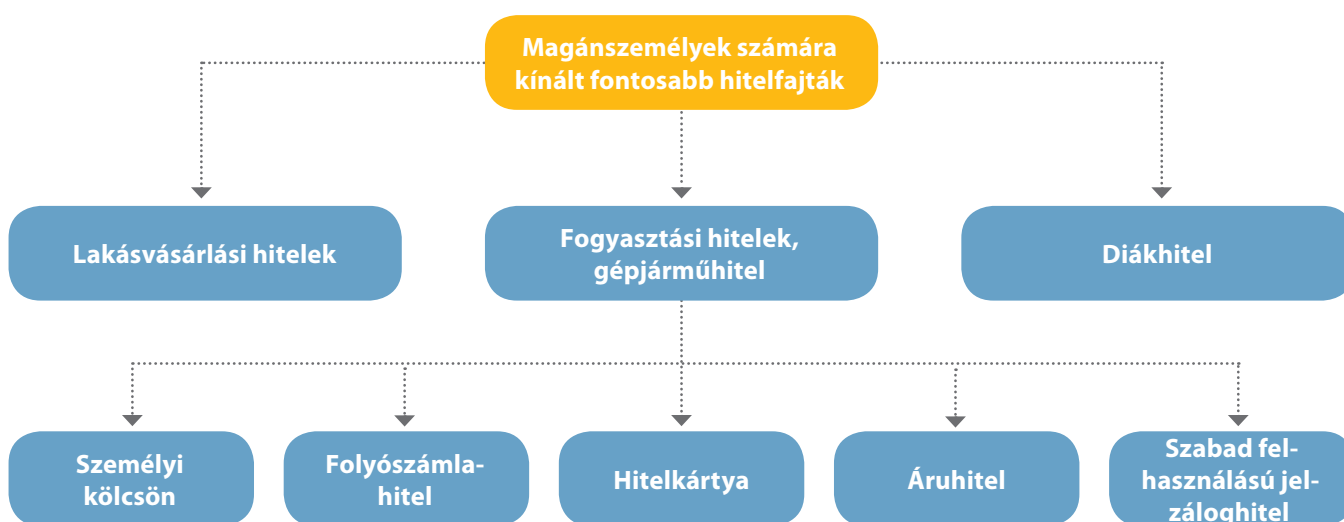 Magánszemélyek számára
kínált fontosabb hitelfajták
Lakásvásárlási hitelek
Fogyasztási hitelek,
gépjárműhitel
Diákhitel
Személyi
kölcsön
Folyószámla-
hitel
Hitelkártya
Áruhitel
Szabad fel-
használású jel-
záloghitel